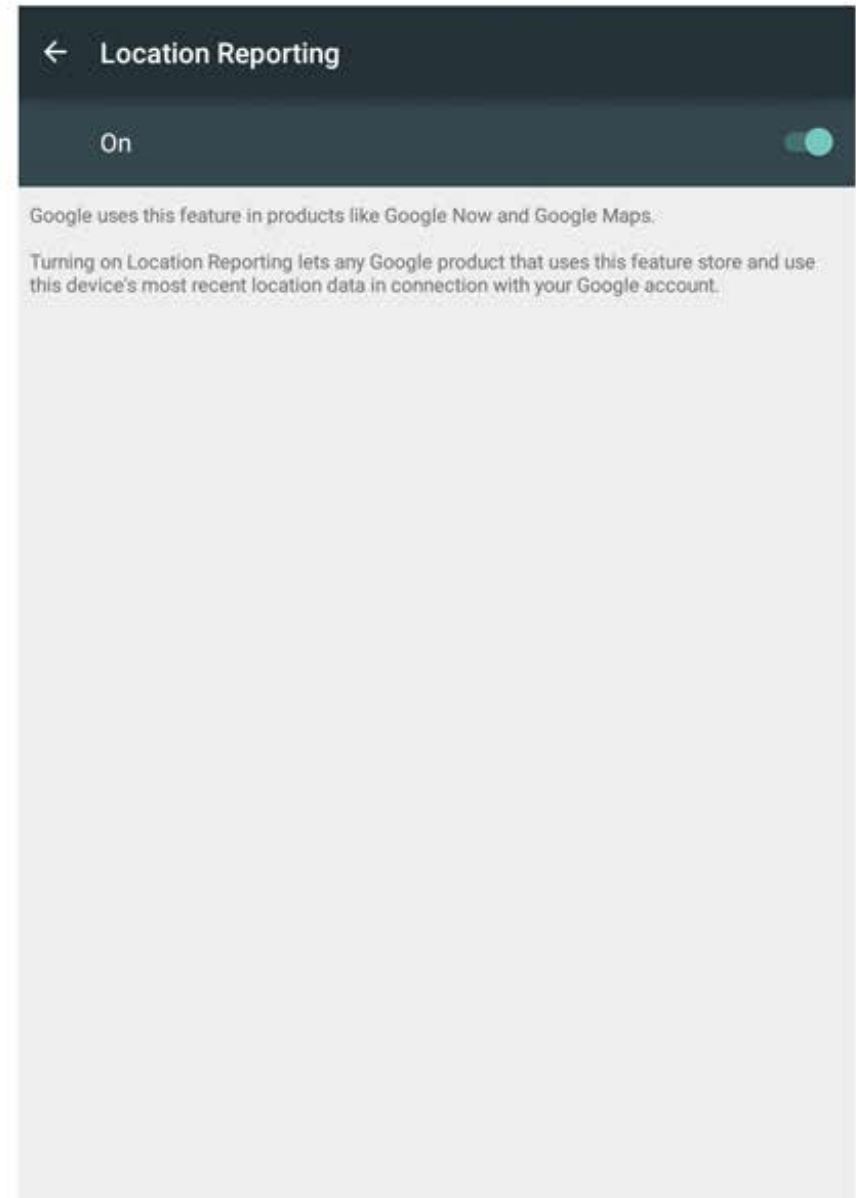 Location Reporting
On
Google uses this feature in products like Google Now and Google Maps.
Turning on Location Reporting lets any Google product that uses this feature store and use
this device's most recent location data in connection with your Google account.